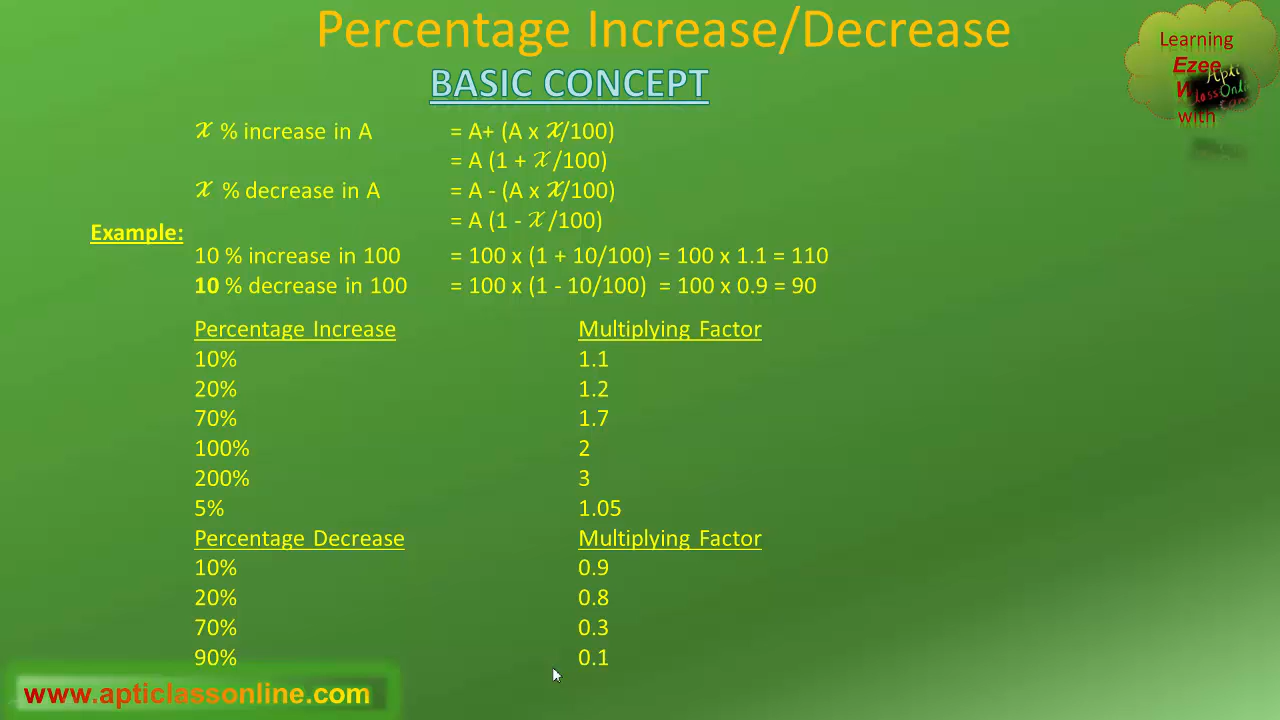 Percentage Increase/Decrease
BASIC CONCEPT
Learning
Ezee
W
with
Apti
Class Online
.com
x % increase in A = A+ (A x x/100)
= A (1 + x /100)
x % decrease in A = A - (A x x/100)
= A (1 - x /100)
Example:
10 % increase in 100 = 100 x (1 + 10/100) = 100 x 1.1 = 110
10 % decrease in 100 = 100 x (1 - 10/100) = 100 x 0.9 = 90
Percentage Increase Multiplying Factor
10% 1.1
20% 1.2
70% 1.7
100% 2
200% 3
5% 1.05
Percentage Decrease Multiplying Factor
10% 0.9
20% 0.8
70% 0.3
90% 0.1
www.apticlassonline.com